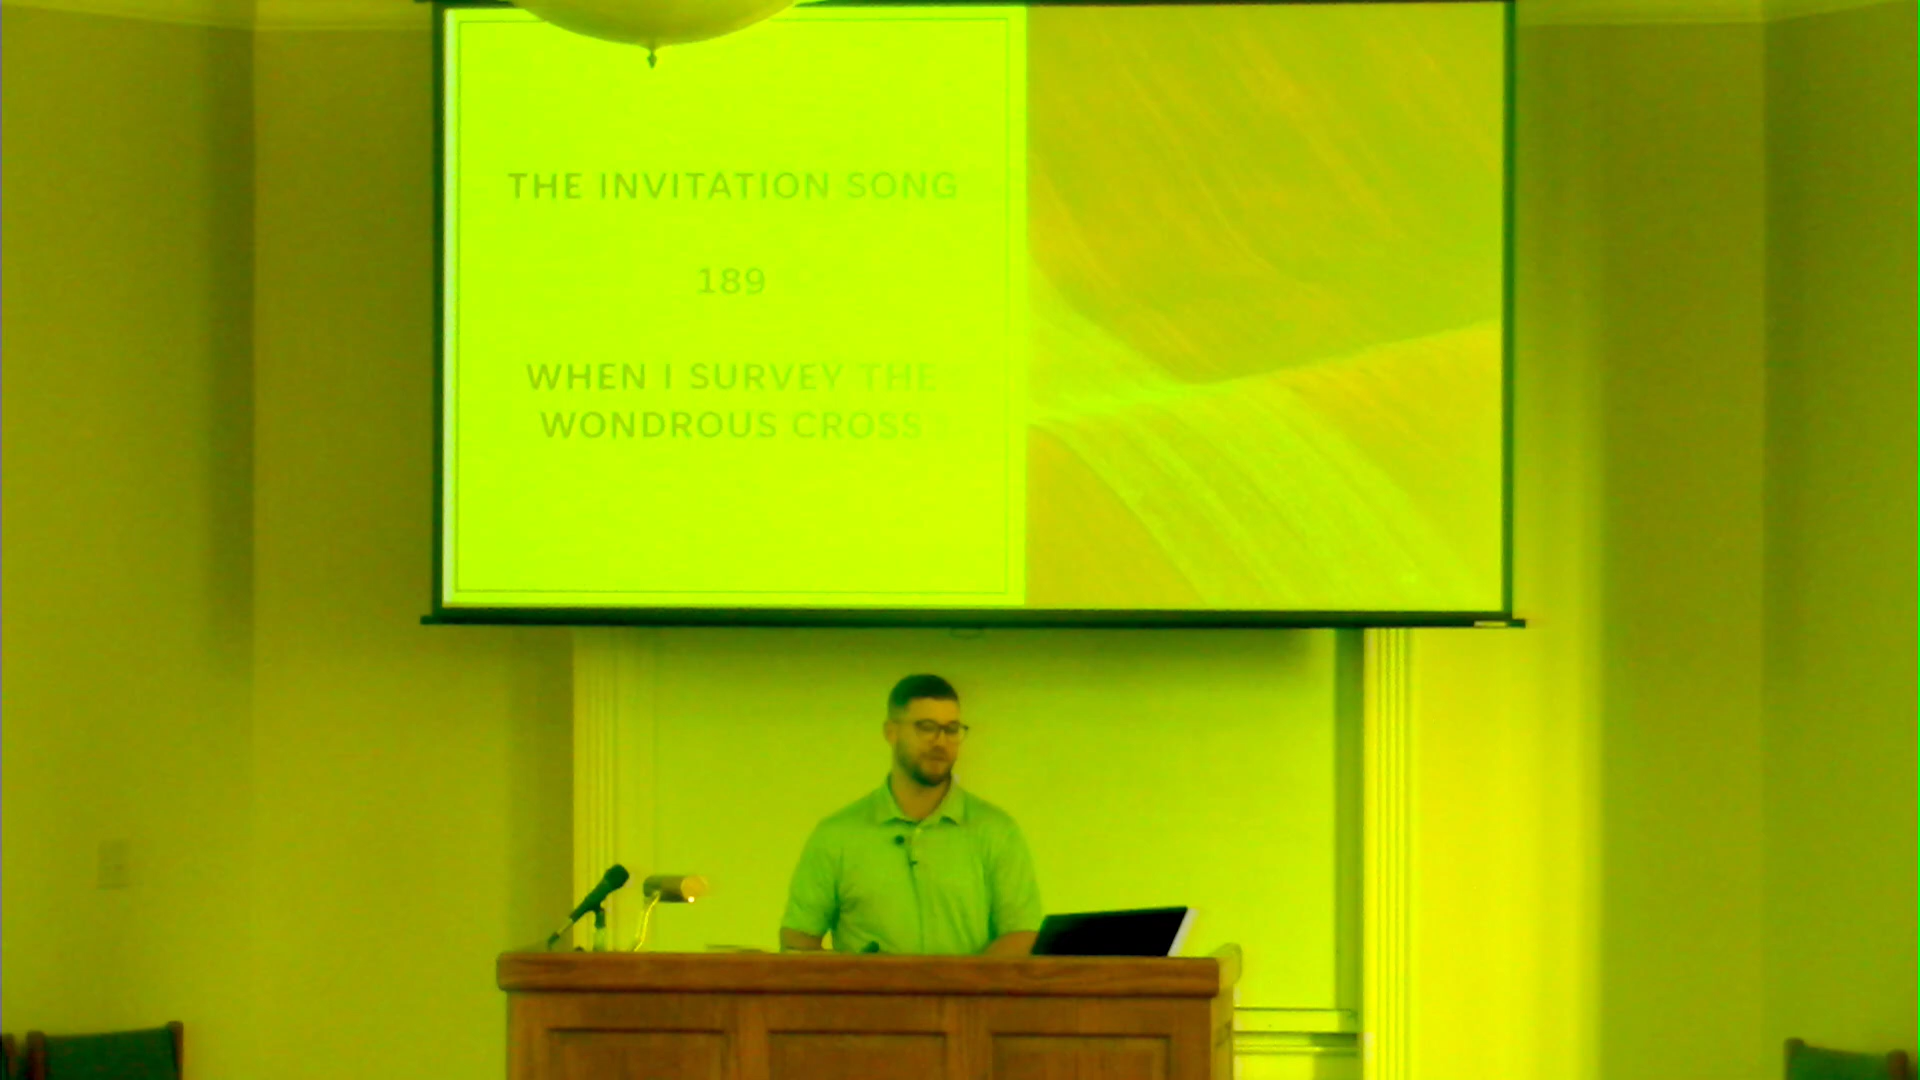 THE INVITATION SONG
189
WHEN I SURVEY THE
WONDROUS CROSS